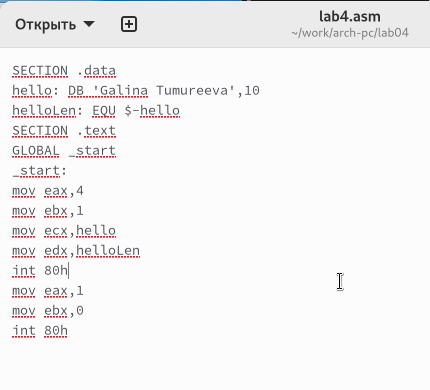 Открыть
lab4.asm
~/work/arch-pc/lab04
SECTION .data
hello: DB 'Galina Tumureeva',10
helloLen: EQU $-hello
SECTION .text
GLOBAL _start
_start:
mov eax,4
mov ebx,1
mov ecx,hello
mov edx,helloLen
int 80h
mov eax,1
mov ebx,0
int 80h